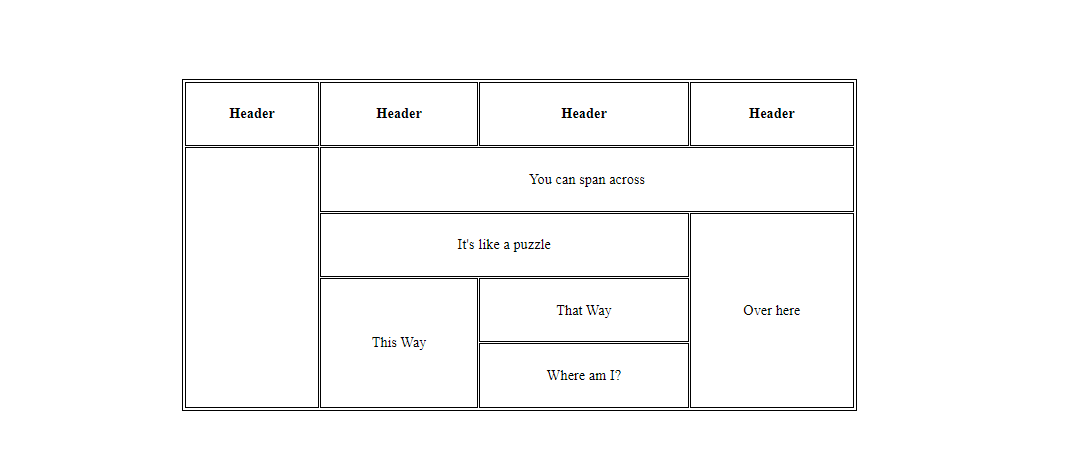 Header Header Header Header
You can span across
It's like a puzzle
That Way
Over here
This Way
Where am I?